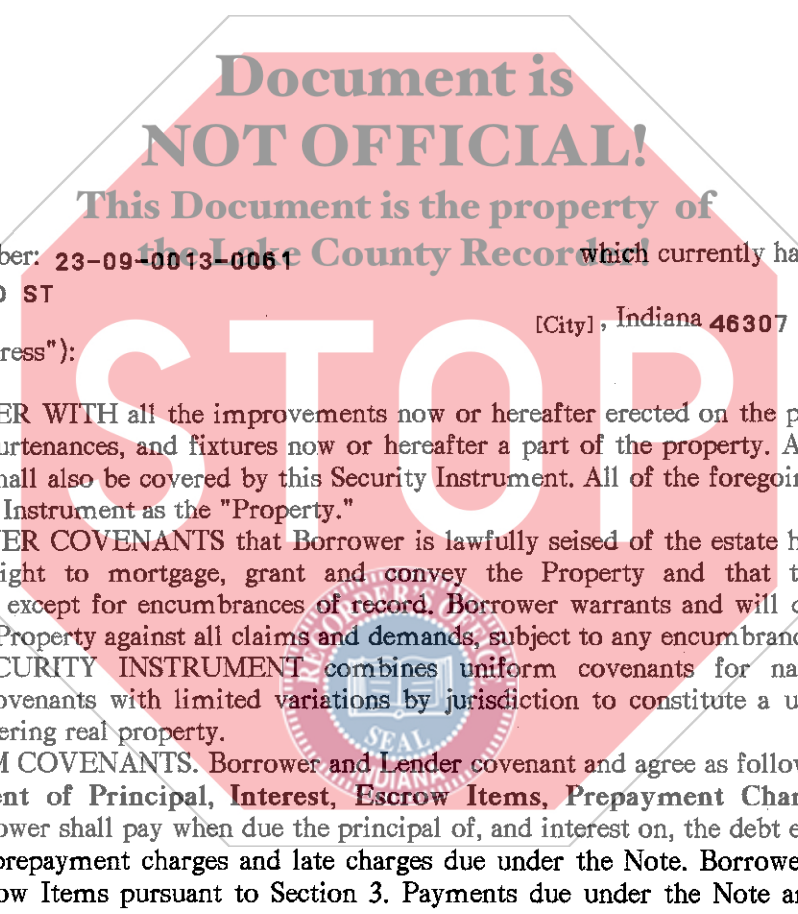 Document is
NOT OFFICIAL!
This Document is the property of
the Lake County Recorder!
ber: 23-09-0013-0061 which currently ha
ST
[City], Indiana 46307
ress"):
STOP
ER WITH all the improvements now or hereafter erected on the p
urtenances, and fixtures now or hereafter a part of the property. A
hall also be covered by this Security Instrument. All of the foregoin
Instrument as the "Property."
ER COVENANTS that Borrower is lawfully seised of the estate h
ight to mortgage, grant and convey the Property and that t
except for encumbrances of record. Borrower warrants and will d
Property against all claims and demands, subject to any encumbranc
CURITY INSTRUMENT combines uniform covenants for na
ovenants with limited variations by jurisdiction to constitute a u
ering real property.
RECORDER'S OFFICE
SEAL
INDIANA
M COVENANTS. Borrower and Lender covenant and agree as follow
ent of Principal, Interest, Escrow Items, Prepayment Char
ower shall pay when due the principal of, and interest on, the debt e
prepayment charges and late charges due under the Note. Borrowe
ow Items pursuant to Section 3. Payments due under the Note an